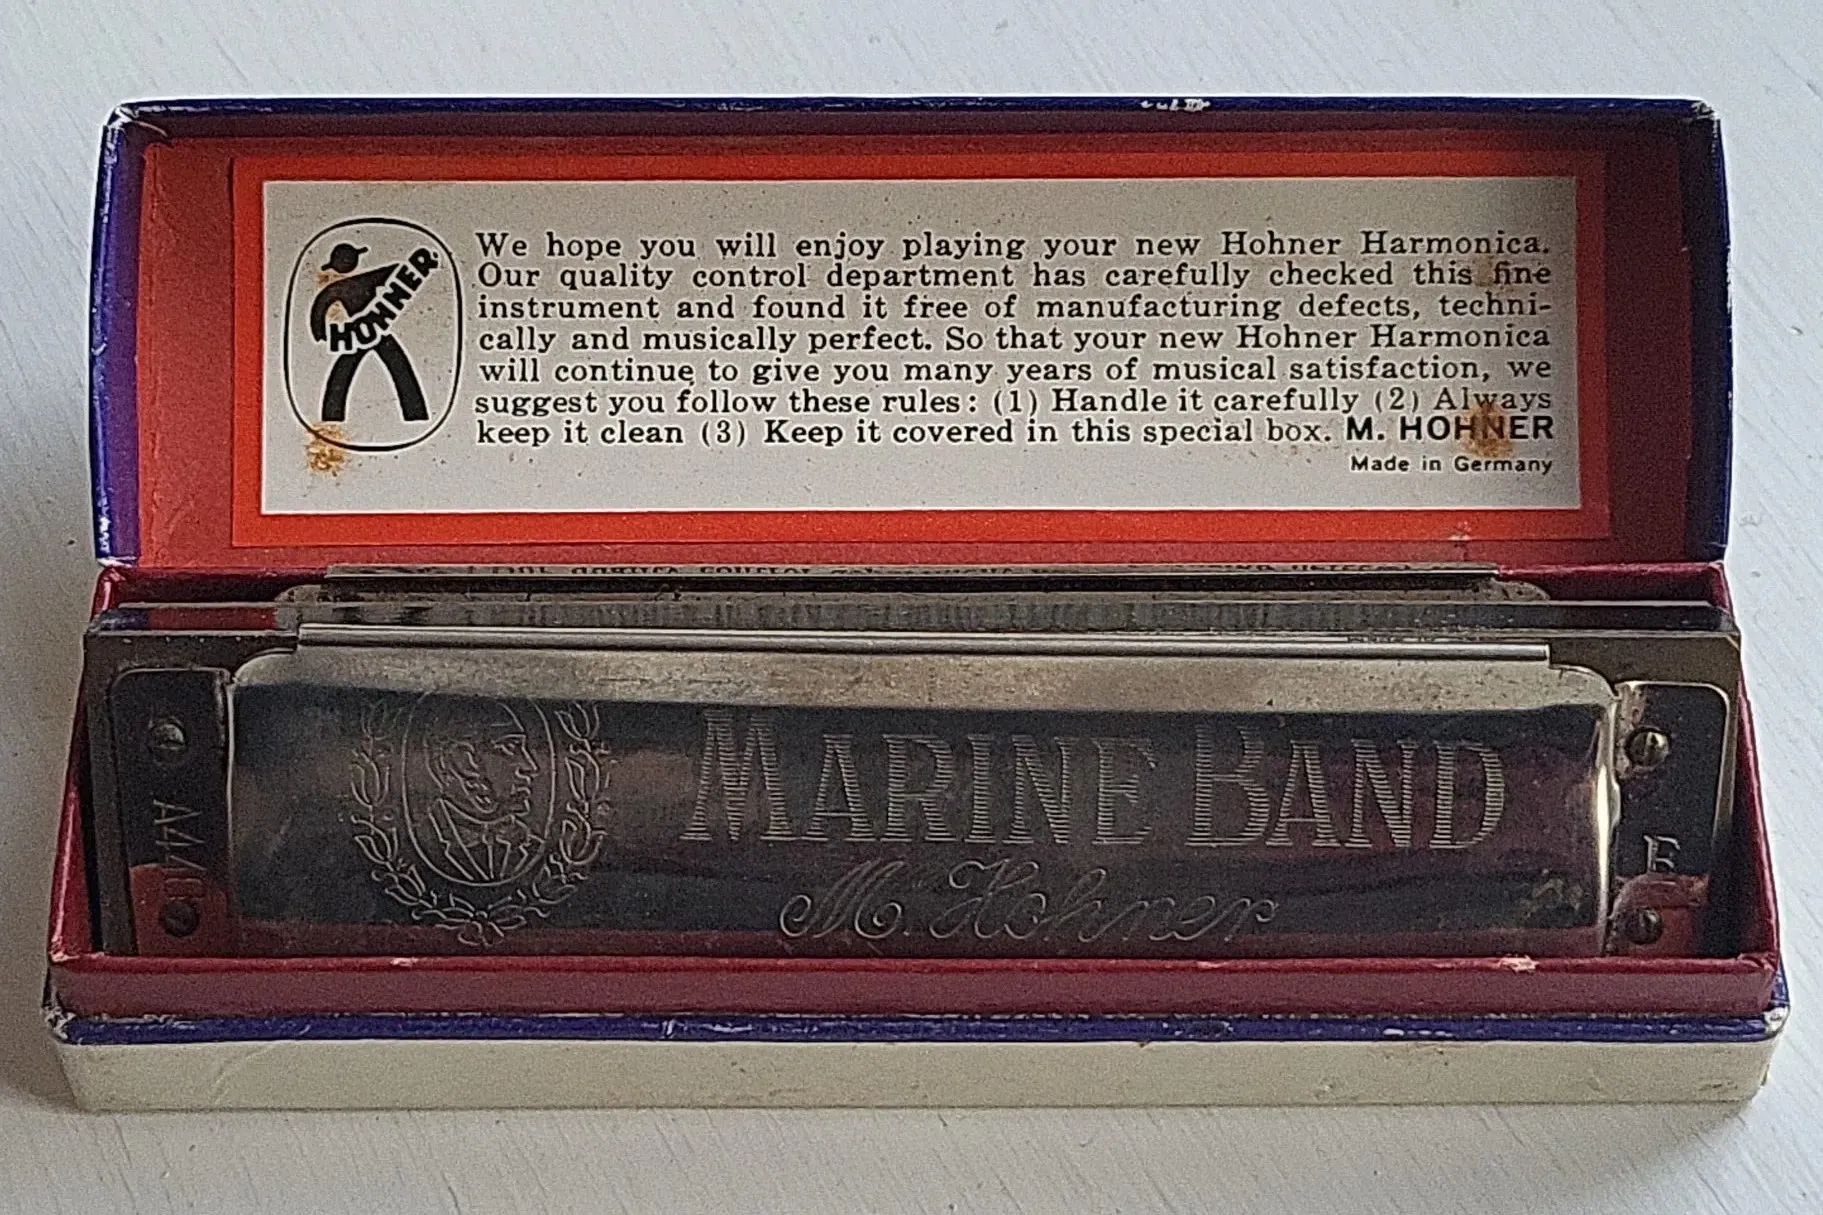 HOHNER
We hope you will enjoy playing your new Hohner Harmonica.
Our quality control department has carefully checked this fine
instrument and found it free of manufacturing defects, techni-
cally and musically perfect. So that your new Hohner Harmonica
will continue to give you many years of musical satisfaction, we
suggest you follow these rules: (1) Handle it carefully (2) Always
keep it clean (3) Keep it covered in this special box. M. HOHNER
Made in Germany
MARINE BAND
M. Hohner
A440
E